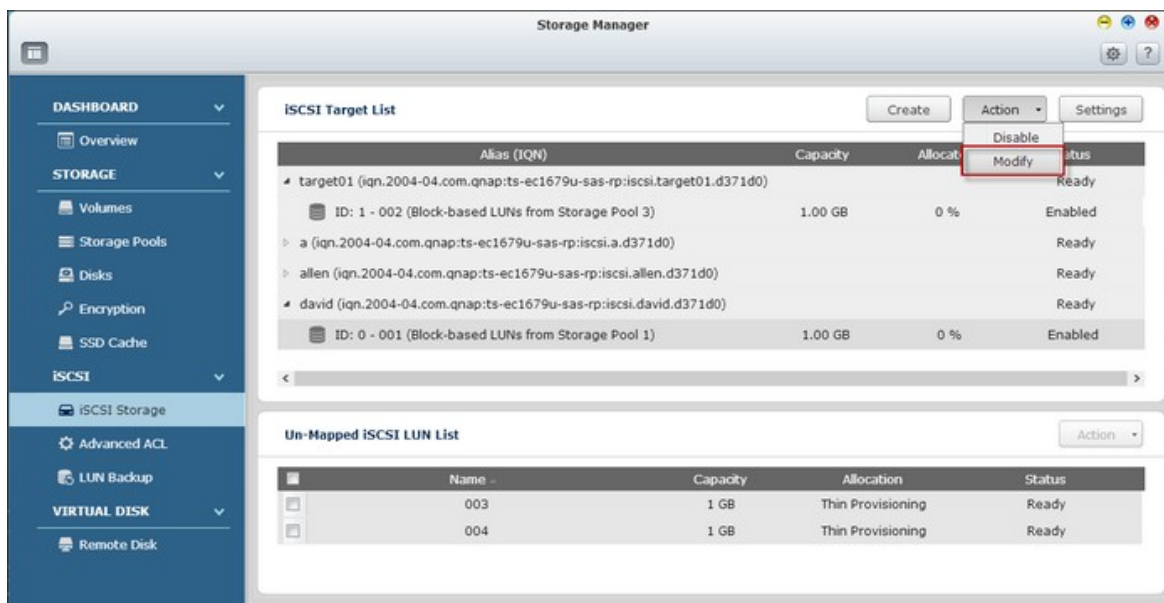 Storage Manager
?
DASHBOARD
Overview
STORAGE
Volumes
Storage Pools
Disks
Encryption
SSD Cache
iSCSI
iSCSI Storage
Advanced ACL
LUN Backup
VIRTUAL DISK
Remote Disk
iSCSI Target List Create Action Settings
Disable
Modify
Alias (IQN) Capacity Allocat tus
target01 (iqn.2004-04.com.qnap:ts-ec1679u-sas-rp:iscsi.target01.d371d0) Ready
ID: 1 - 002 (Block-based LUNs from Storage Pool 3) 1.00 GB 0 % Enabled
a (iqn.2004-04.com.qnap:ts-ec1679u-sas-rp:iscsi.a.d371d0) Ready
allen (iqn.2004-04.com.qnap:ts-ec1679u-sas-rp:iscsi.allen.d371d0) Ready
david (iqn.2004-04.com.qnap:ts-ec1679u-sas-rp:iscsi.david.d371d0) Ready
ID: 0 - 001 (Block-based LUNs from Storage Pool 1) 1.00 GB 0 % Enabled
Un-Mapped iSCSI LUN List Action
Name Capacity Allocation Status
003 1 GB Thin Provisioning Ready
004 1 GB Thin Provisioning Ready